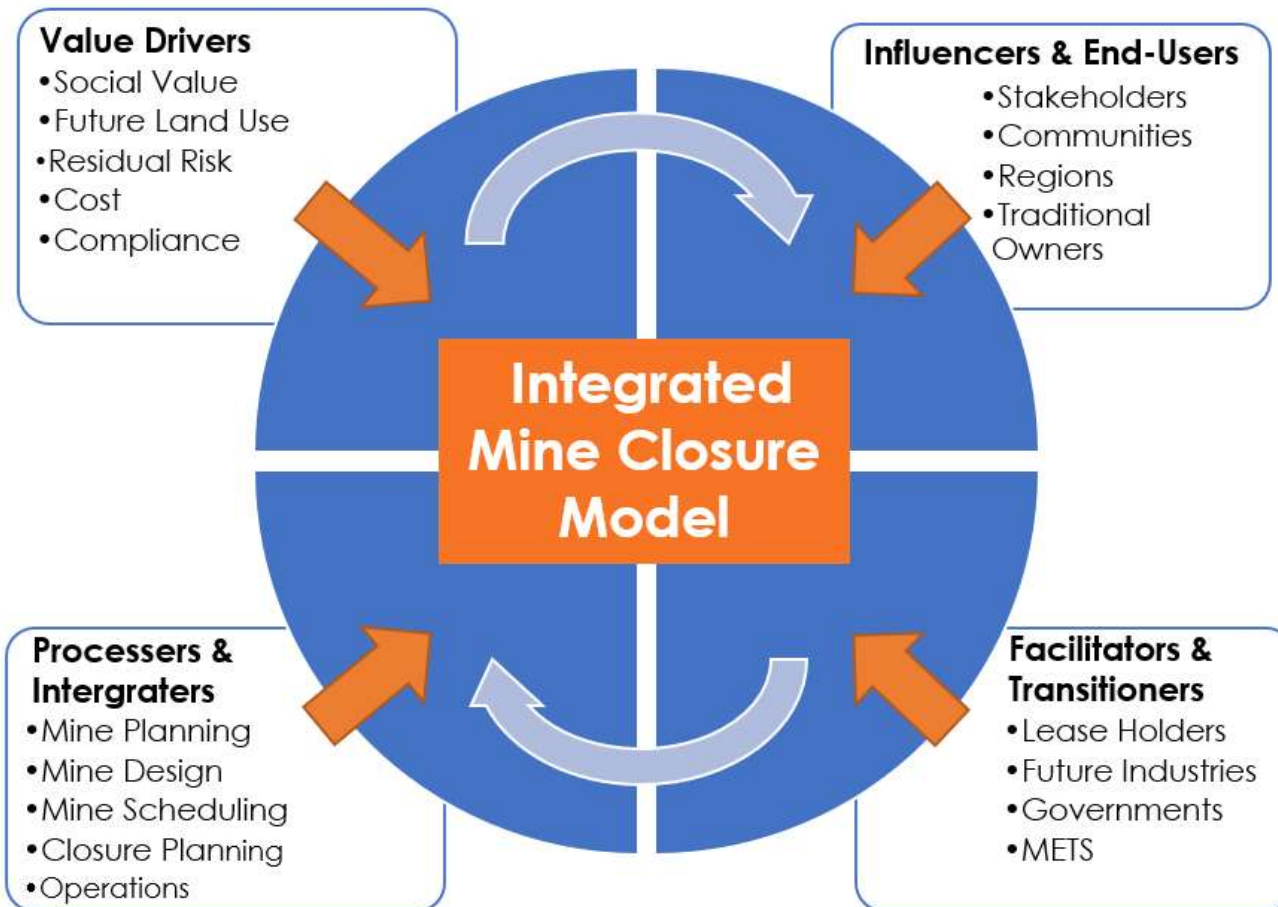 Value Drivers
•Social Value
•Future Land Use
•Residual Risk
•Cost
•Compliance
Influencers & End-Users
•Stakeholders
•Communities
•Regions
•Traditional
Owners
Integrated
Mine Closure
Model
Processers &
Intergraters
•Mine Planning
•Mine Design
•Mine Scheduling
•Closure Planning
•Operations
Facilitators &
Transitioners
•Lease Holders
•Future Industries
•Governments
•METS